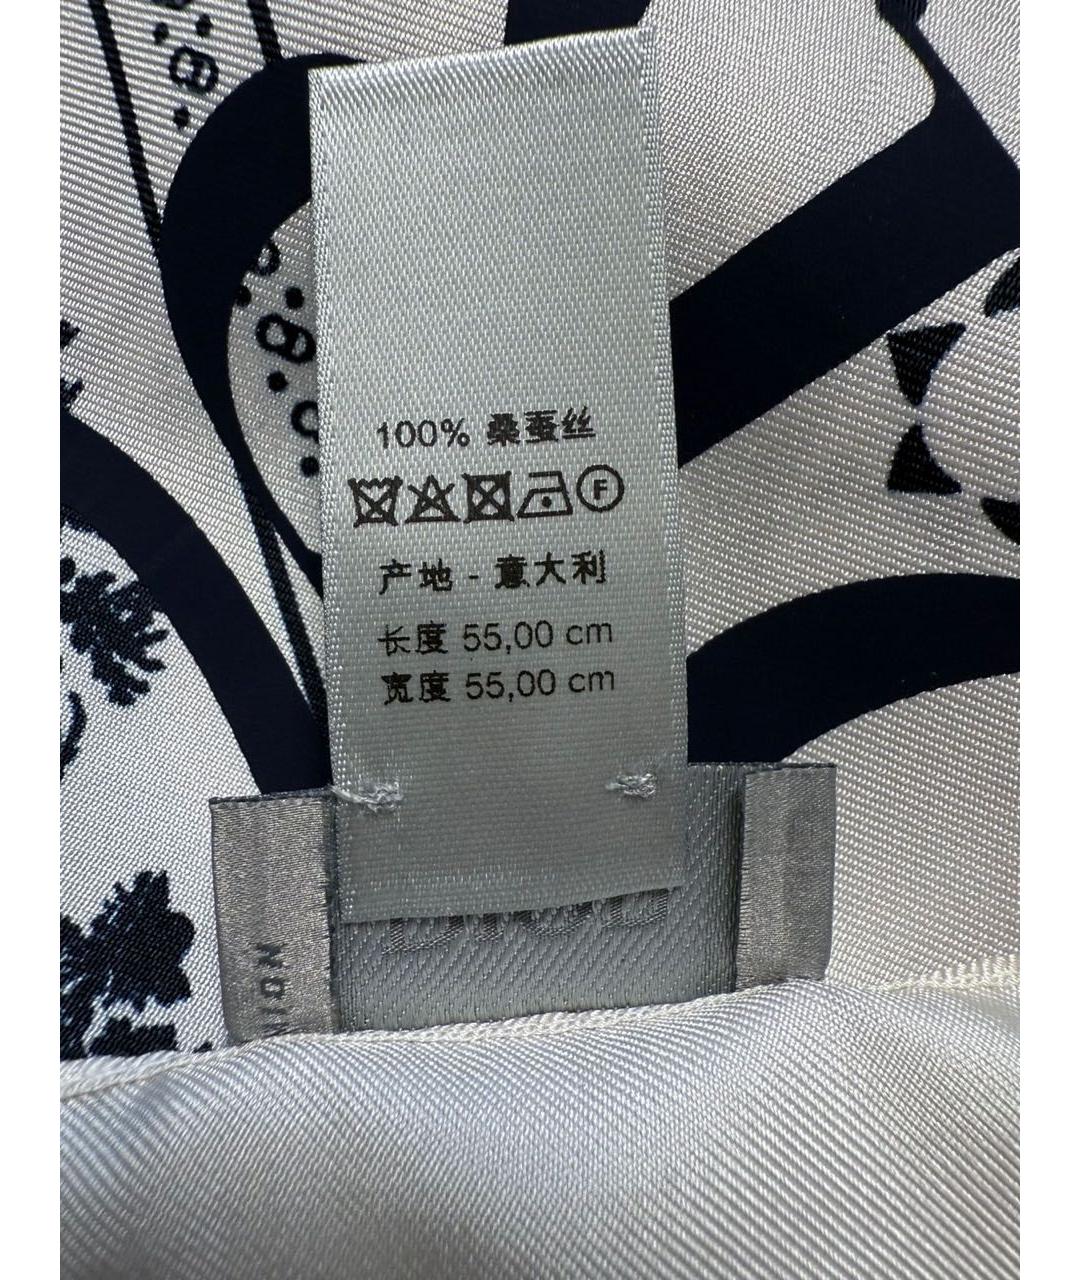 100% 桑蚕丝
F
产地 - 意大利
长度 55,00 cm
宽度 55,00 cm